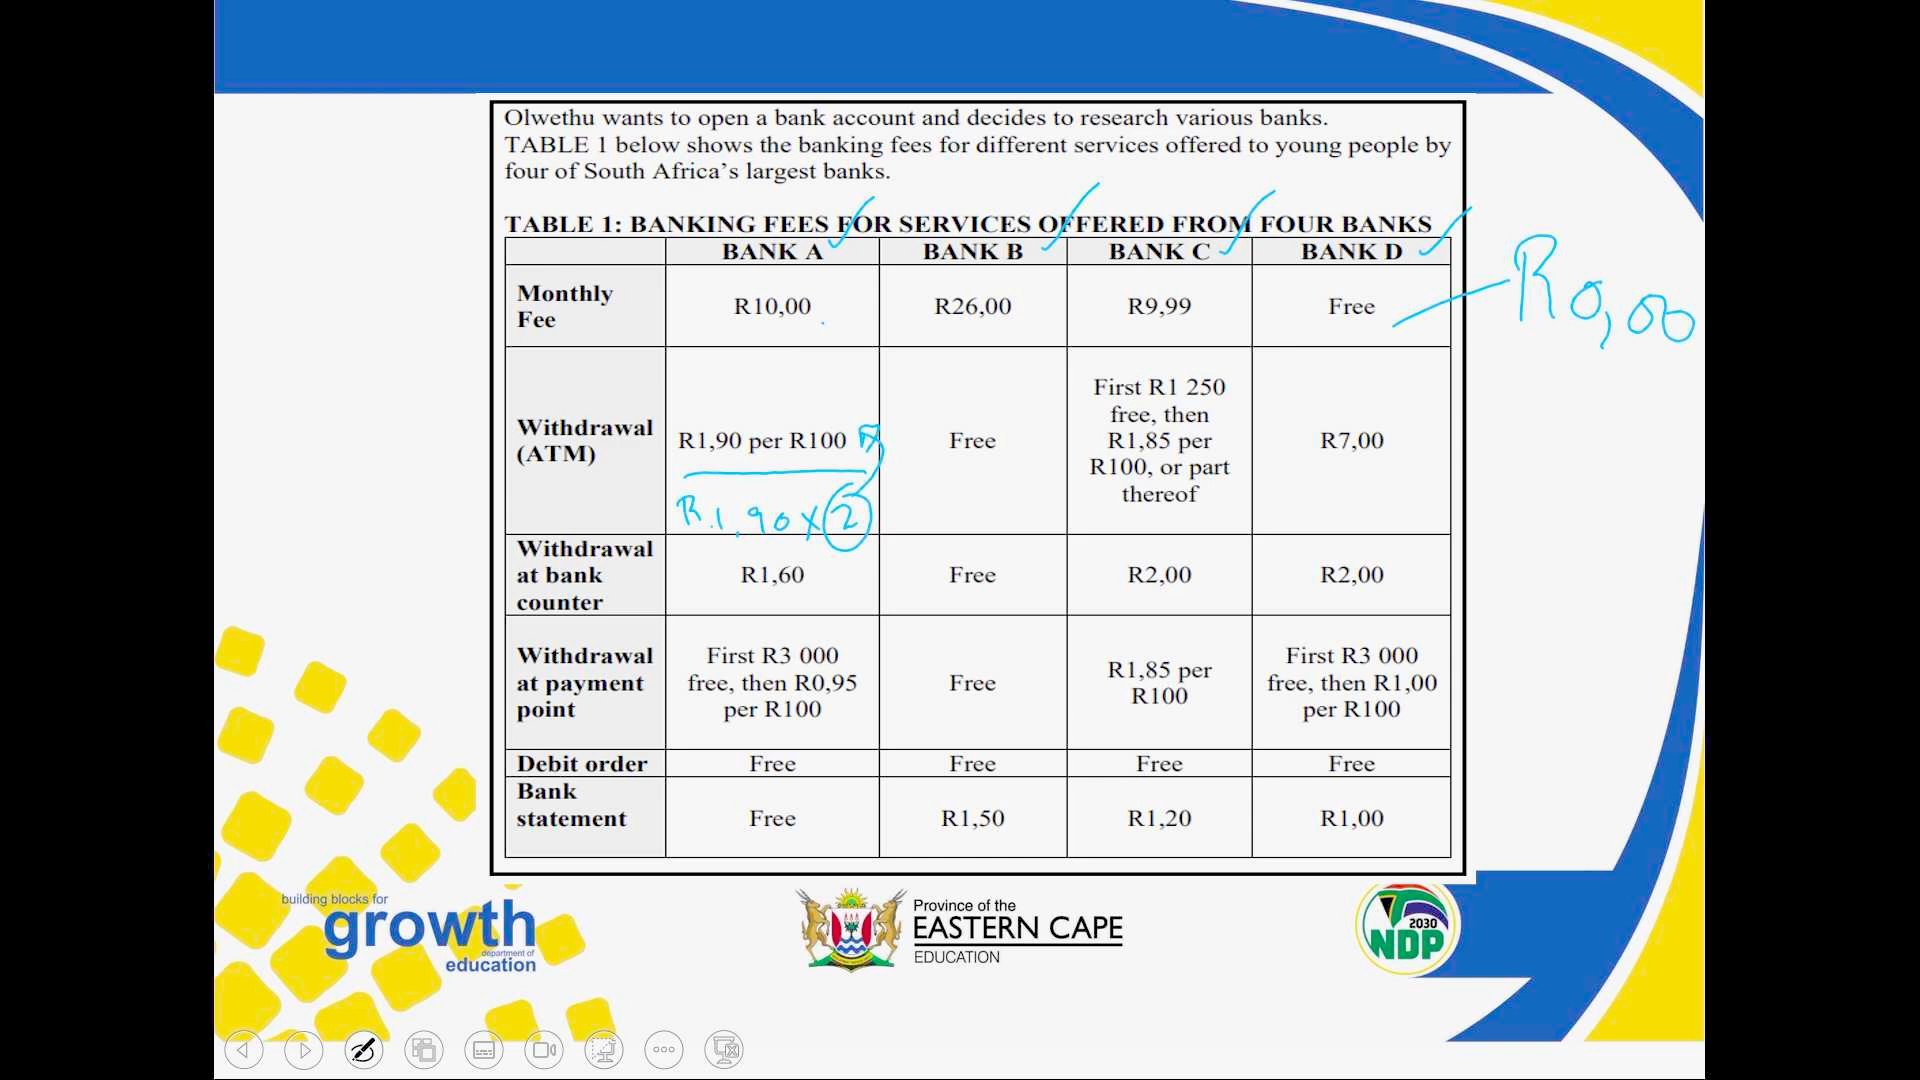 Olwethu wants to open a bank account and decides to research various banks.
TABLE 1 below shows the banking fees for different services offered to young people by
four of South Africa's largest banks.
TABLE 1: BANKING FEES FOR SERVICES OFFERED FROM FOUR BANKS
BANK A BANK B BANK C BANK D
Monthly
Fee
R10,00 R26,00 R9,99 Free
R0,00
Withdrawal
(ATM)
R1,90 per R100
R1,90 x 2
Free
First R1 250
free, then
R1,85 per
R100, or part
thereof
R7,00
Withdrawal
at bank
counter
R1,60 Free R2,00 R2,00
Withdrawal
at payment
point
First R3 000
free, then R0,95
per R100
Free
R1,85 per
R100
First R3 000
free, then R1,00
per R100
Debit order Free Free Free Free
Bank
statement
Free R1,50 R1,20 R1,00
building blocks for
growth
department of
education
Province of the
EASTERN CAPE
EDUCATION
2030
NDP